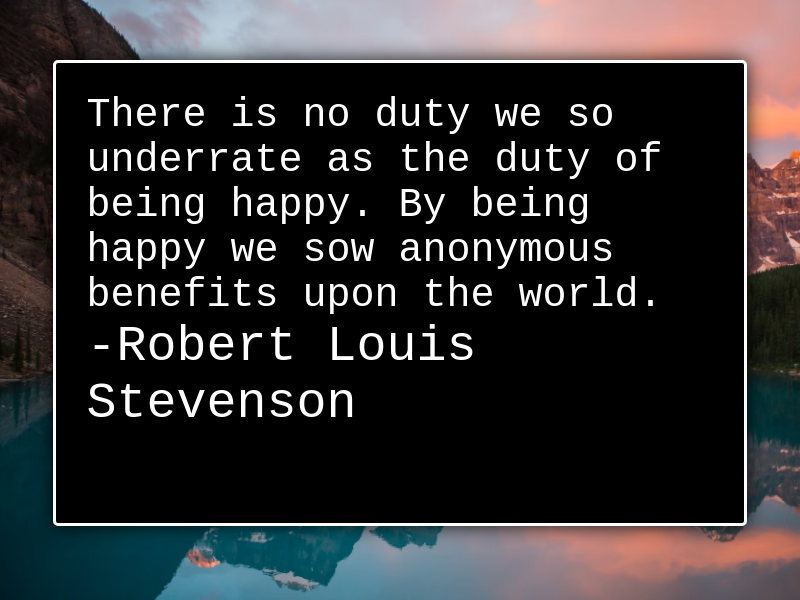 There is no duty we so
underrate as the duty of
being happy. By being
happy we sow anonymous
benefits upon the world.
-Robert Louis
Stevenson